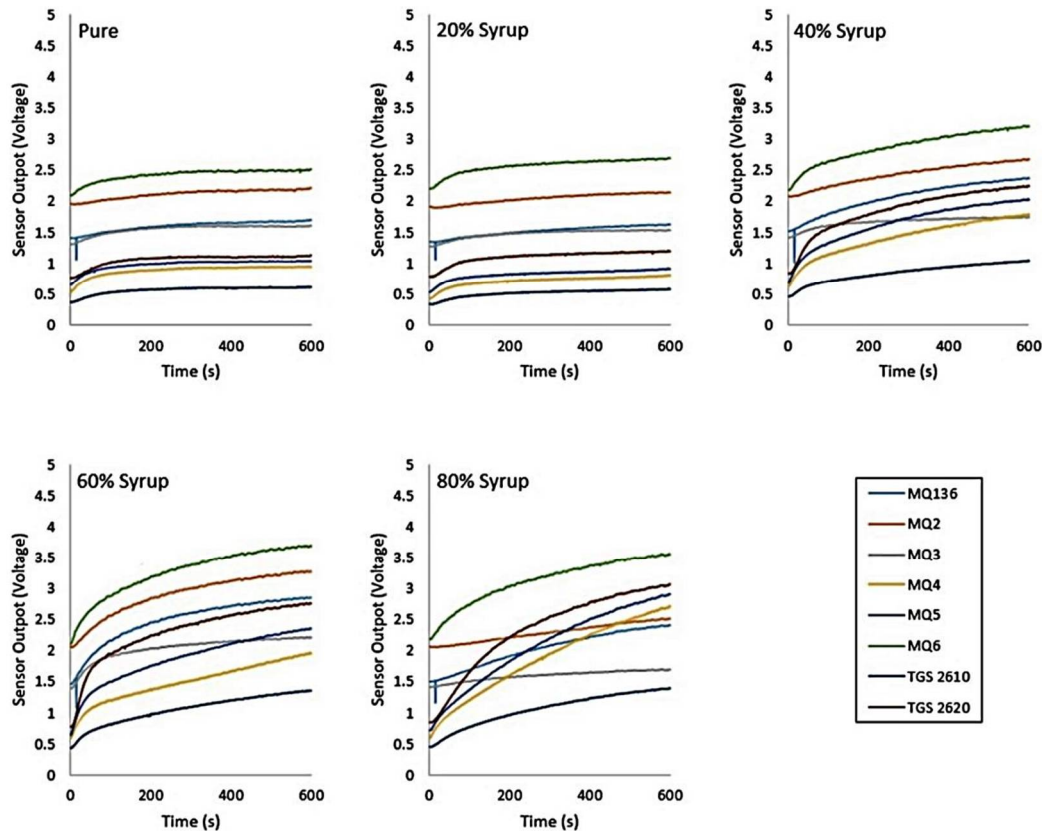 Pure
Sensor Outpot (Voltage)
5
4.5
4
3.5
3
2.5
2
1.5
1
0.5
0
0 200 400 600
Time (s)
20% Syrup
Sensor Outpot (Voltage)
5
4.5
4
3.5
3
2.5
2
1.5
1
0.5
0
0 200 400 600
Time (s)
40% Syrup
Sensor Outpot (Voltage)
5
4.5
4
3.5
3
2.5
2
1.5
1
0.5
0
0 200 400 600
Time (s)
60% Syrup
Sensor Outpot (Voltage)
5
4.5
4
3.5
3
2.5
2
1.5
1
0.5
0
0 200 400 600
Time (s)
80% Syrup
Sensor Outpot (Voltage)
5
4.5
4
3.5
3
2.5
2
1.5
1
0.5
0
0 200 400 600
Time (s)
MQ136
MQ2
MQ3
MQ4
MQ5
MQ6
TGS 2610
TGS 2620